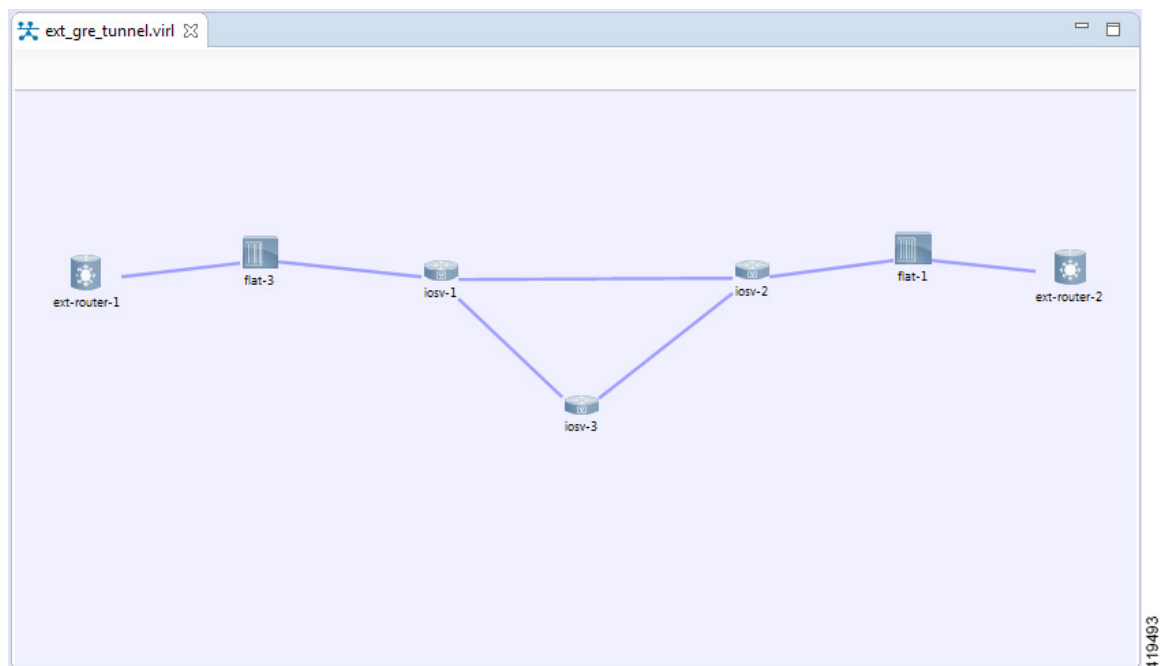 ext_gre_tunnel.virl
flat-3
flat-1
ext-router-1
iosv-1
iosv-2
ext-router-2
iosv-3
419493